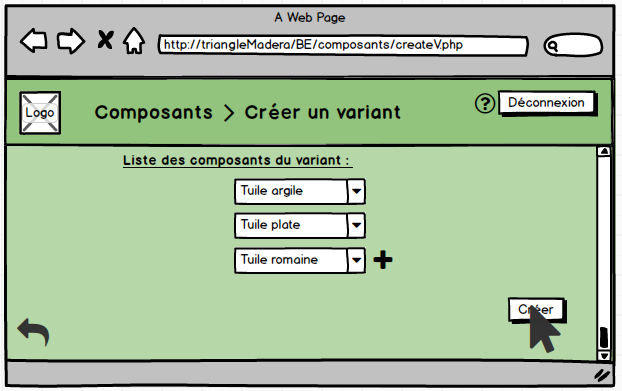 A Web Page
http://triangleMadera/BE/composants/createV.php
Logo
Composants > Créer un variant
?
Déconnexion
Liste des composants du variant :
Tuile argile
Tuile plate
Tuile romaine
Créer